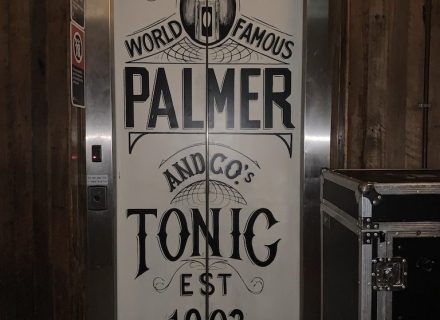 WORLD FAMOUS
PALMER
AND CO.'s
TONIC
EST